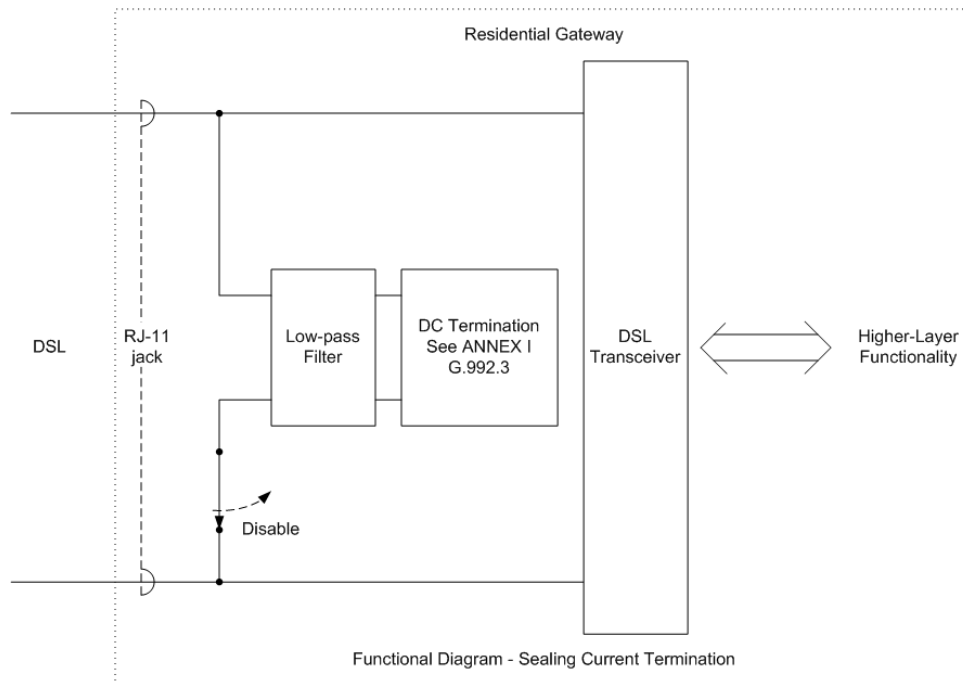 Residential Gateway
DSL
RJ-11
jack
Low-pass
Filter
DC Termination
See ANNEX I
G.992.3
DSL
Transceiver
Higher-Layer
Functionality
Disable
Functional Diagram - Sealing Current Termination